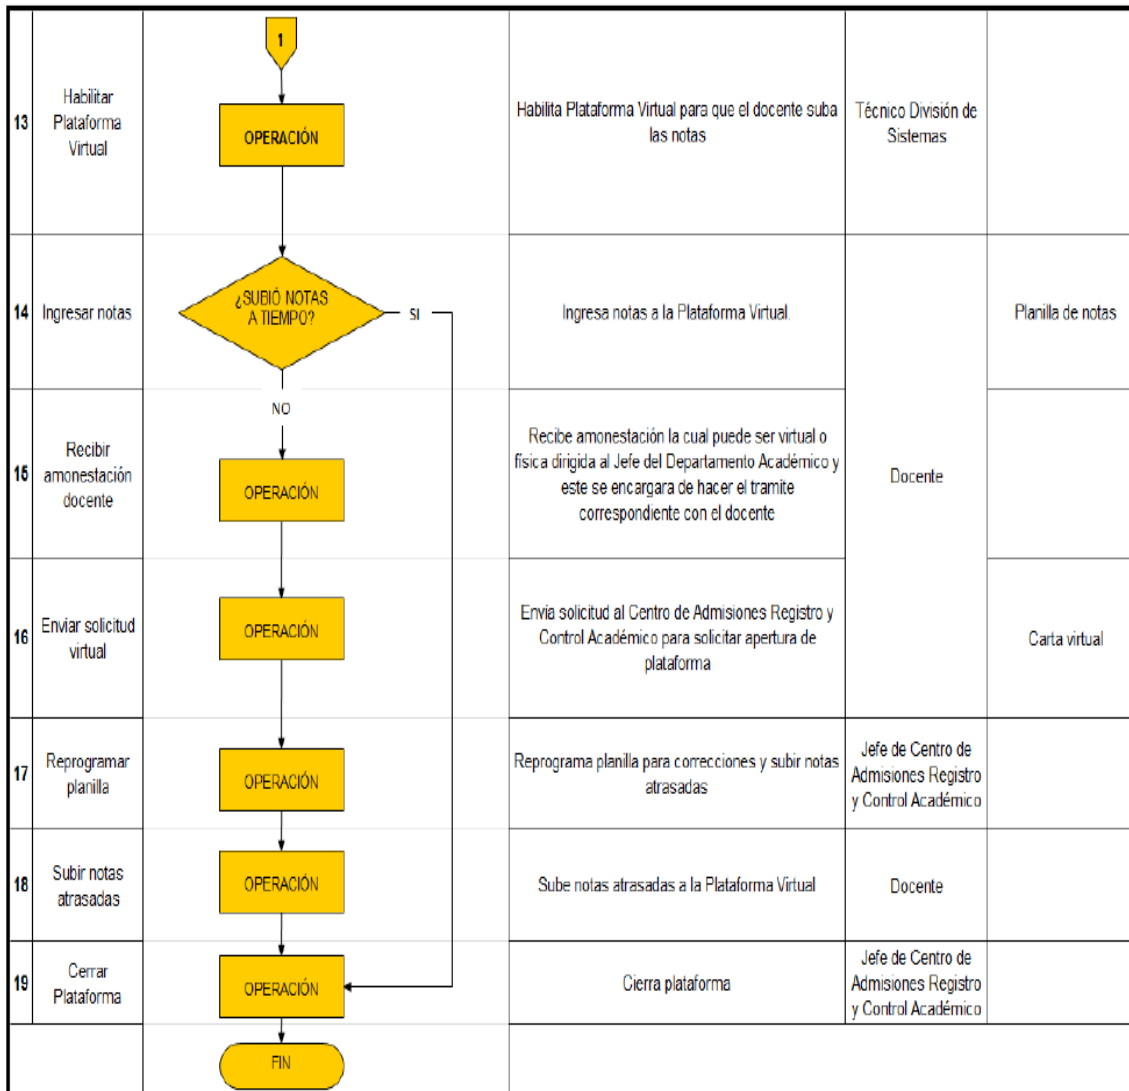 1
13
Habilitar
Plataforma
Virtual
OPERACIÓN
Habilita Plataforma Virtual para que el docente suba
las notas
Técnico División de
Sistemas
14
Ingresar notas
¿SUBIÓ NOTAS
A TIEMPO?
SI
Ingresa notas a la Plataforma Virtual.
Planilla de notas
NO
15
Recibir
amonestación
docente
OPERACIÓN
Recibe amonestación la cual puede ser virtual o
física dirigida al Jefe del Departamento Académico y
este se encargara de hacer el tramite
correspondiente con el docente
Docente
16
Enviar solicitud
virtual
OPERACIÓN
Envía solicitud al Centro de Admisiones Registro y
Control Académico para solicitar apertura de
plataforma
Carta virtual
17
Reprogramar
planilla
OPERACIÓN
Reprograma planilla para correcciones y subir notas
atrasadas
Jefe de Centro de
Admisiones Registro
y Control Académico
18
Subir notas
atrasadas
OPERACIÓN
Sube notas atrasadas a la Plataforma Virtual
Docente
19
Cerrar
Plataforma
OPERACIÓN
Cierra plataforma
Jefe de Centro de
Admisiones Registro
y Control Académico
FIN